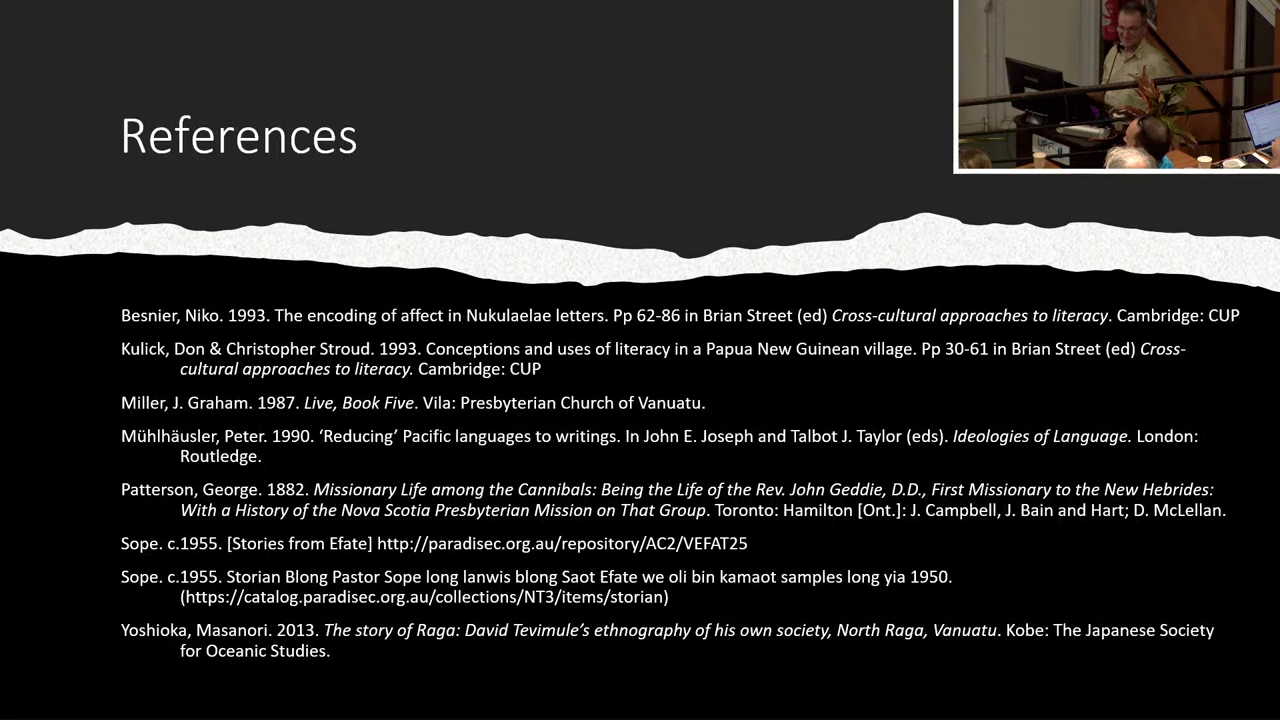 References
Besnier, Niko. 1993. The encoding of affect in Nukulaelae letters. Pp 62-86 in Brian Street (ed) Cross-cultural approaches to literacy. Cambridge: CUP
Kulick, Don & Christopher Stroud. 1993. Conceptions and uses of literacy in a Papua New Guinean village. Pp 30-61 in Brian Street (ed) Cross-
cultural approaches to literacy. Cambridge: CUP
Miller, J. Graham. 1987. Live, Book Five. Vila: Presbyterian Church of Vanuatu.
Mühlhäusler, Peter. 1990. ‘Reducing’ Pacific languages to writings. In John E. Joseph and Talbot J. Taylor (eds). Ideologies of Language. London:
Routledge.
Patterson, George. 1882. Missionary Life among the Cannibals: Being the Life of the Rev. John Geddie, D.D., First Missionary to the New Hebrides:
With a History of the Nova Scotia Presbyterian Mission on That Group. Toronto: Hamilton [Ont.]: J. Campbell, J. Bain and Hart; D. McLellan.
Sope. c.1955. [Stories from Efate] http://paradisec.org.au/repository/AC2/VEFAT25
Sope. c.1955. Storian Blong Pastor Sope long lanwis blong Saot Efate we oli bin kamaot samples long yia 1950.
(https://catalog.paradisec.org.au/collections/NT3/items/storian)
Yoshioka, Masanori. 2013. The story of Raga: David Tevimule’s ethnography of his own society, North Raga, Vanuatu. Kobe: The Japanese Society
for Oceanic Studies.